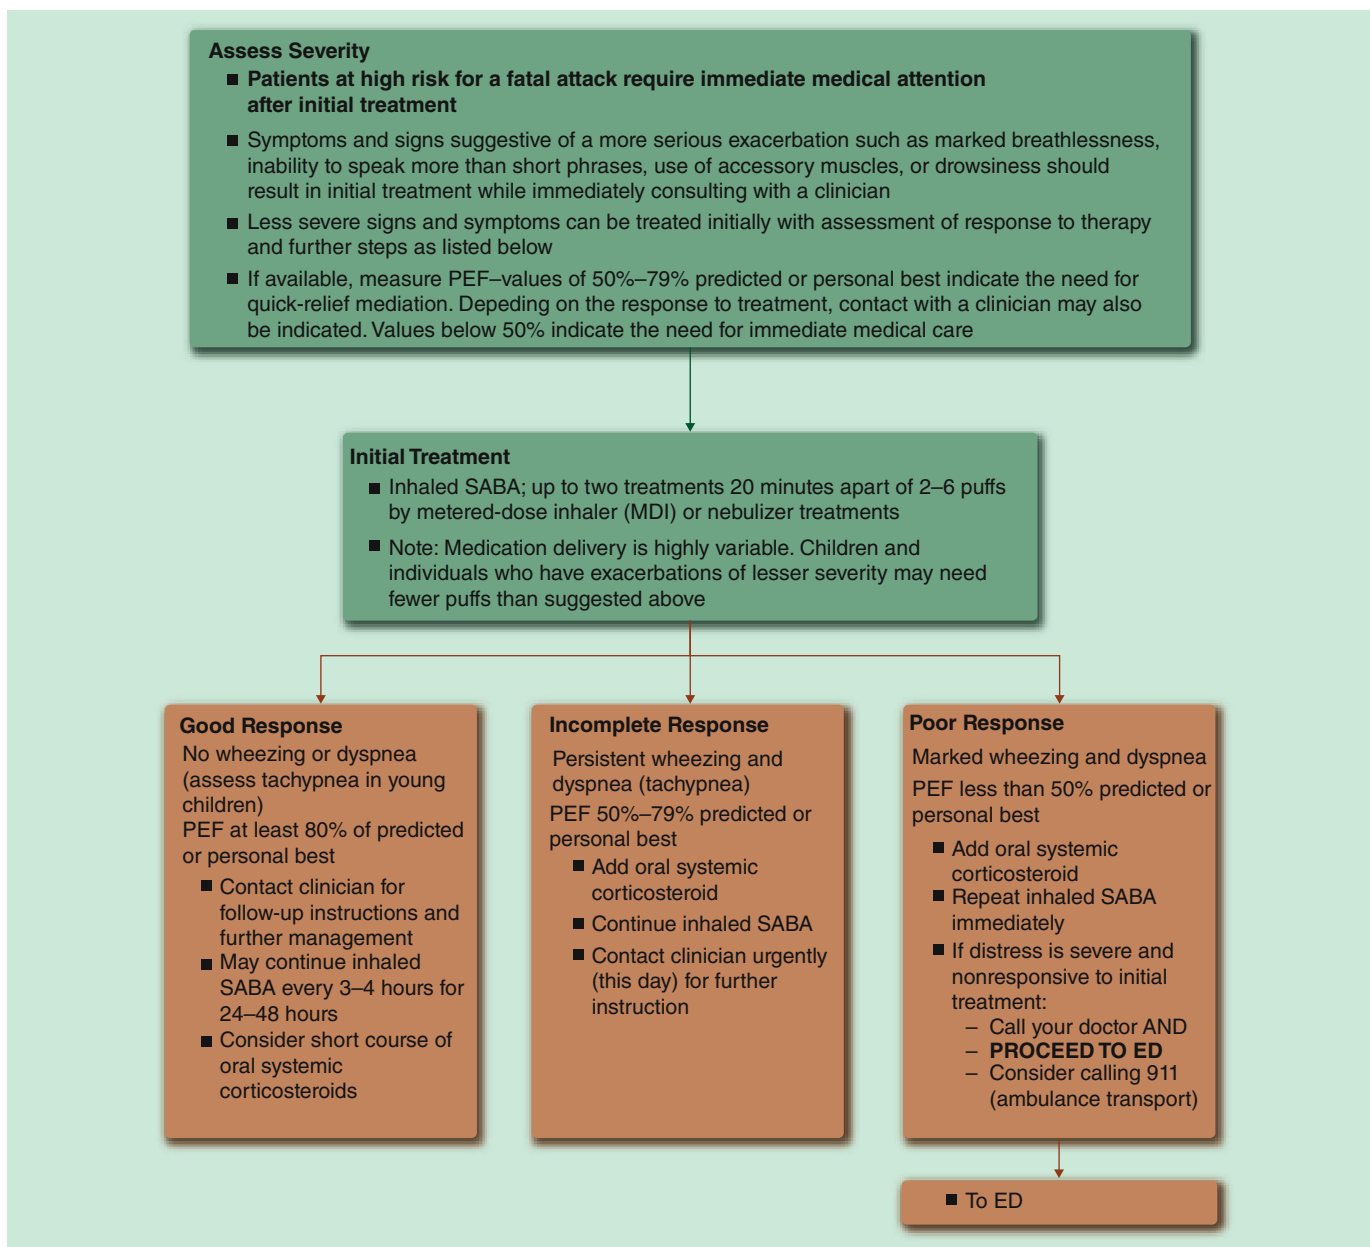 Assess Severity
■ Patients at high risk for a fatal attack require immediate medical attention
after initial treatment
■ Symptoms and signs suggestive of a more serious exacerbation such as marked breathlessness,
inability to speak more than short phrases, use of accessory muscles, or drowsiness should
result in initial treatment while immediately consulting with a clinician
■ Less severe signs and symptoms can be treated initially with assessment of response to therapy
and further steps as listed below
■ If available, measure PEF–values of 50%–79% predicted or personal best indicate the need for
quick-relief mediation. Depeding on the response to treatment, contact with a clinician may also
be indicated. Values below 50% indicate the need for immediate medical care
Initial Treatment
■ Inhaled SABA; up to two treatments 20 minutes apart of 2–6 puffs
by metered-dose inhaler (MDI) or nebulizer treatments
■ Note: Medication delivery is highly variable. Children and
individuals who have exacerbations of lesser severity may need
fewer puffs than suggested above
Good Response
No wheezing or dyspnea
(assess tachypnea in young
children)
PEF at least 80% of predicted
or personal best
■ Contact clinician for
follow-up instructions and
further management
■ May continue inhaled
SABA every 3–4 hours for
24–48 hours
■ Consider short course of
oral systemic
corticosteroids
Incomplete Response
Persistent wheezing and
dyspnea (tachypnea)
PEF 50%–79% predicted or
personal best
■ Add oral systemic
corticosteroid
■ Continue inhaled SABA
■ Contact clinician urgently
(this day) for further
instruction
Poor Response
Marked wheezing and dyspnea
PEF less than 50% predicted or
personal best
■ Add oral systemic
corticosteroid
■ Repeat inhaled SABA
immediately
■ If distress is severe and
nonresponsive to initial
treatment:
– Call your doctor AND
– PROCEED TO ED
– Consider calling 911
(ambulance transport)
■ To ED